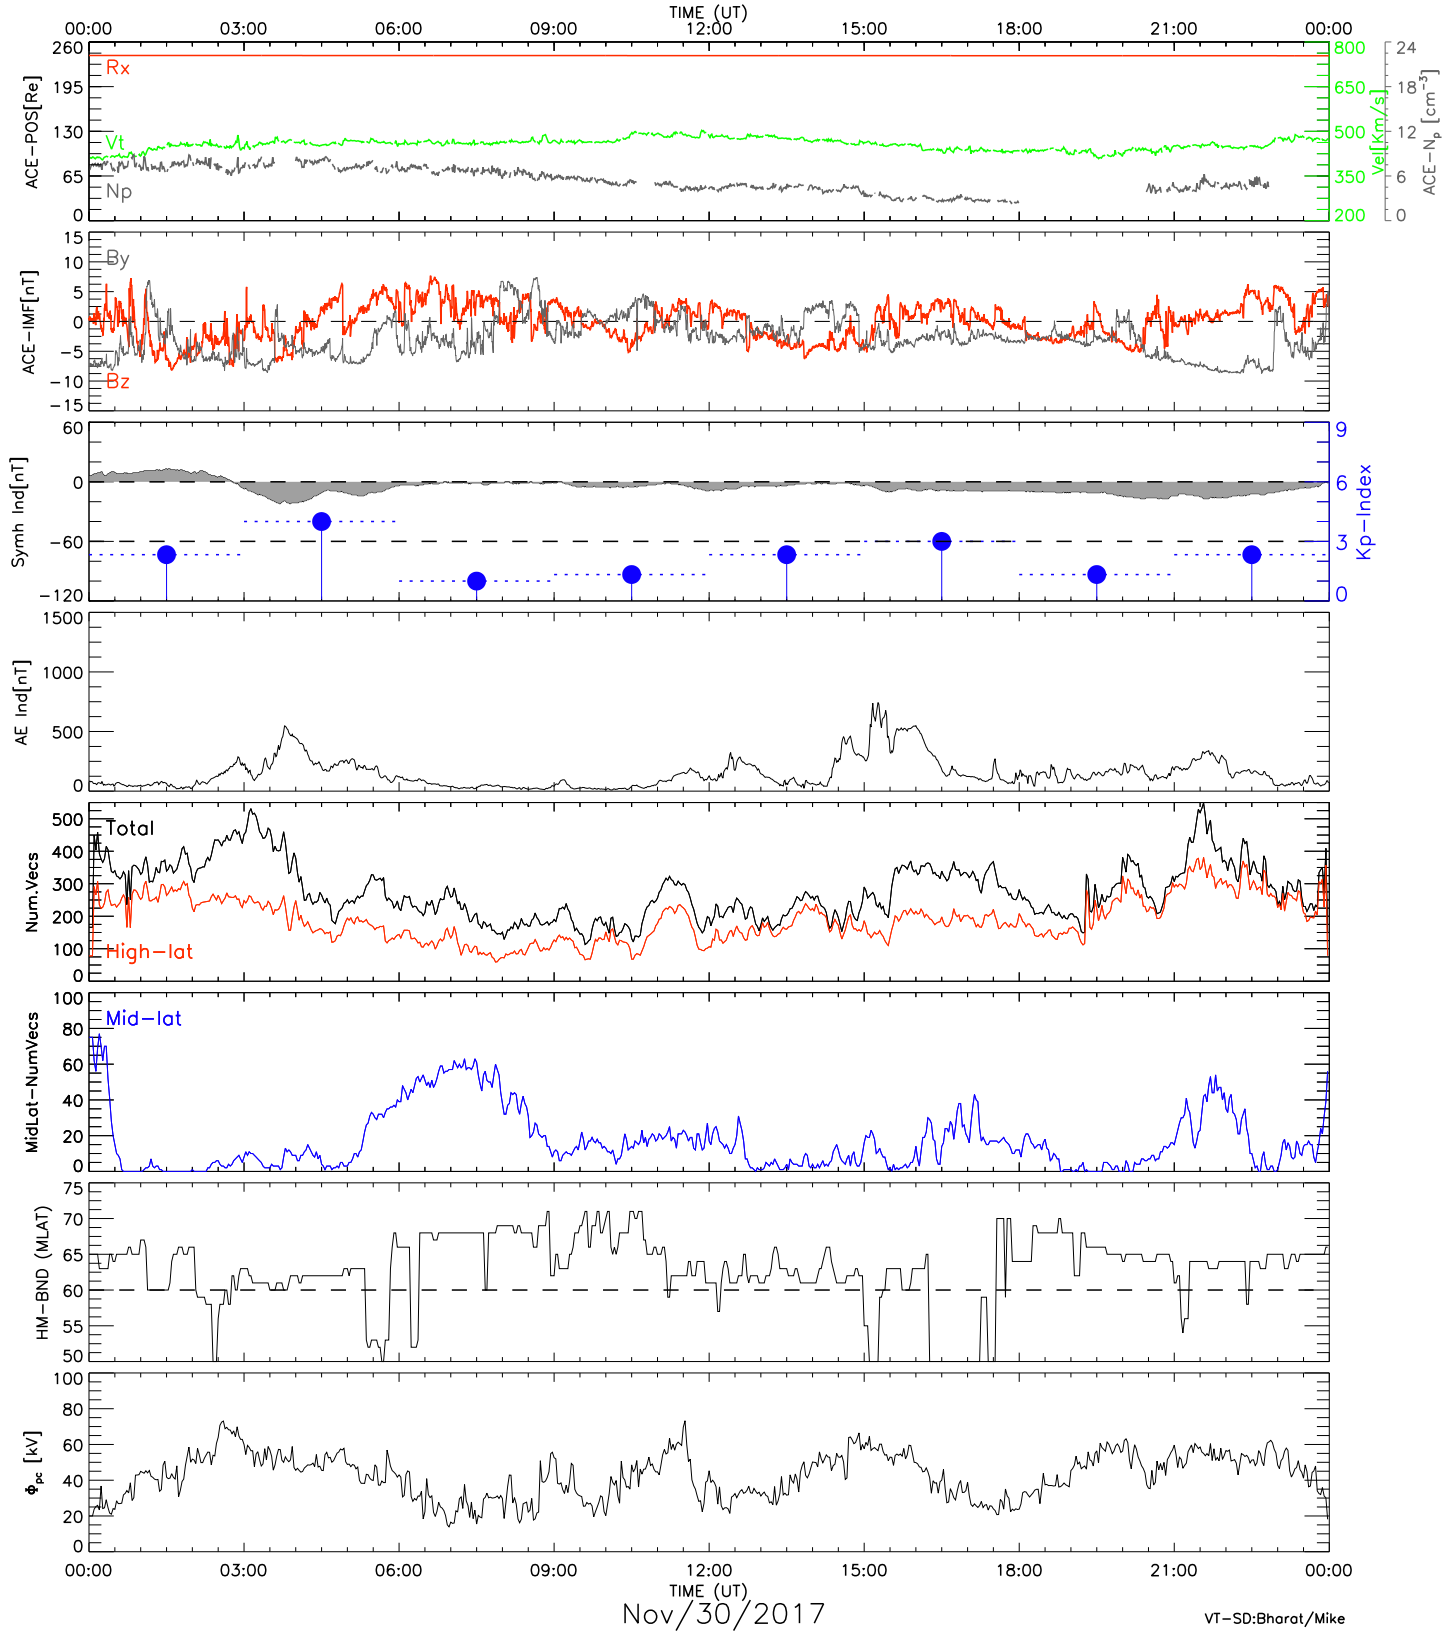 TIME (UT)
00:00 03:00 06:00 09:00 12:00 15:00 18:00 21:00 00:00
ACE-POS[Re]
260
195
130
65
0
Rx
Vt
Np
800
650
500
350
200
Vel[Km/s]
24
18
12
6
0
ACE-Np [cm-3]
ACE-IMF[nT]
15
10
5
0
-5
-10
-15
By
Bz
Symh Ind[nT]
60
0
-60
-120
9
6
3
0
Kp-Index
AE Ind[nT]
1500
1000
500
0
Num.Vecs
500
400
300
200
100
0
Total
High-lat
MidLat-NumVecs
100
80
60
40
20
0
Mid-lat
HM-BND (MLAT)
75
70
65
60
55
50
Φpc [kV]
100
80
60
40
20
0
00:00 03:00 06:00 09:00 12:00 15:00 18:00 21:00 00:00
TIME (UT)
Nov/30/2017
VT-SD:Bharat/Mike